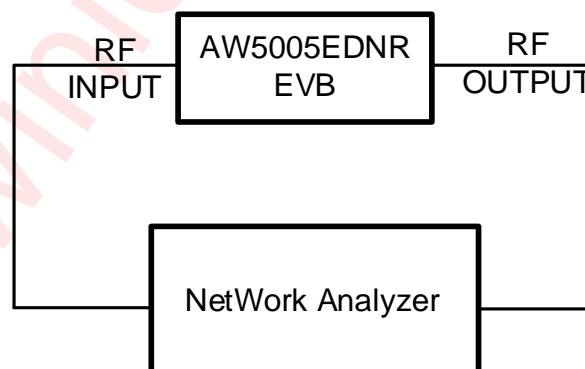 RF
INPUT
AW5005EDNR
EVB
RF
OUTPUT
NetWork Analyzer